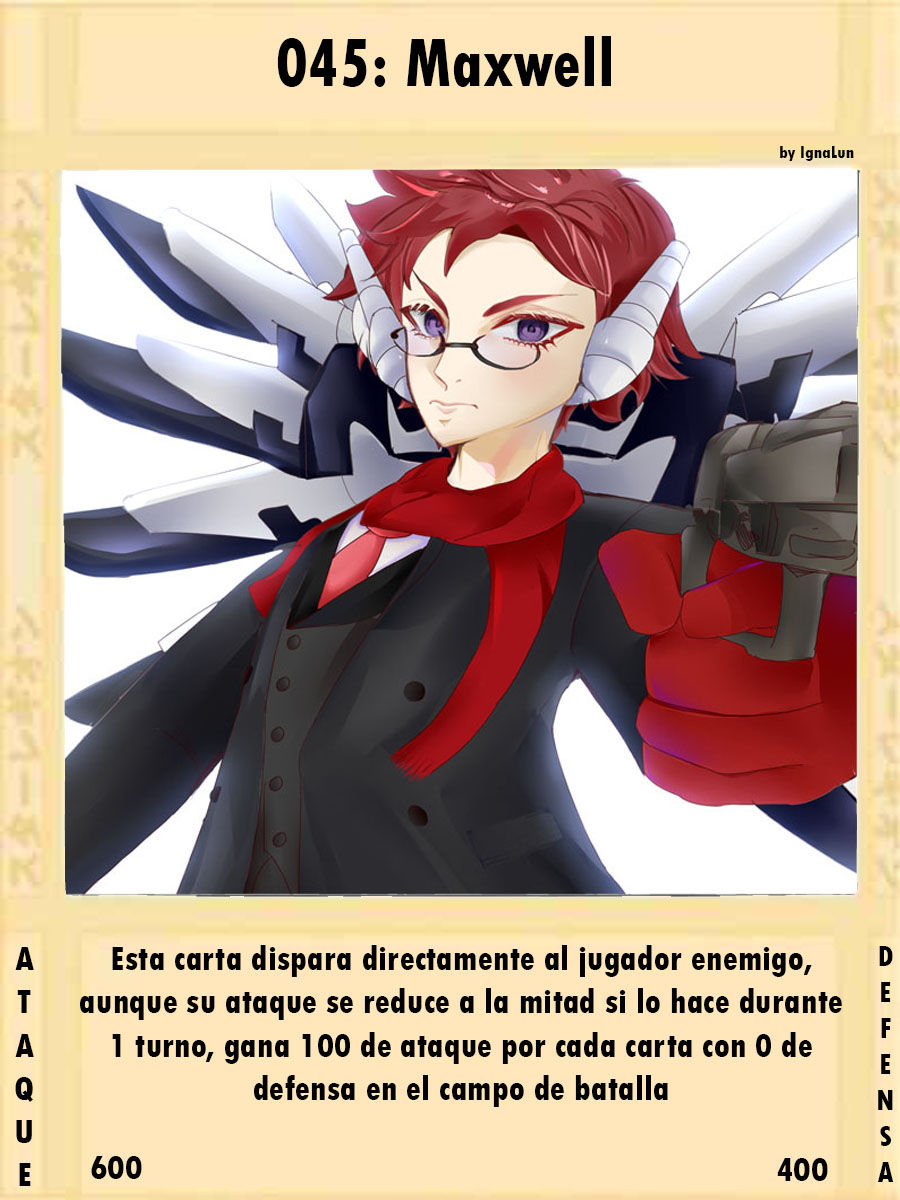 045: Maxwell
by IgnaLun
Esta carta dispara directamente al jugador enemigo,
aunque su ataque se reduce a la mitad si lo hace durante
1 turno, gana 100 de ataque por cada carta con 0 de
defensa en el campo de batalla
ATAQUE
600
400
DEFENSA